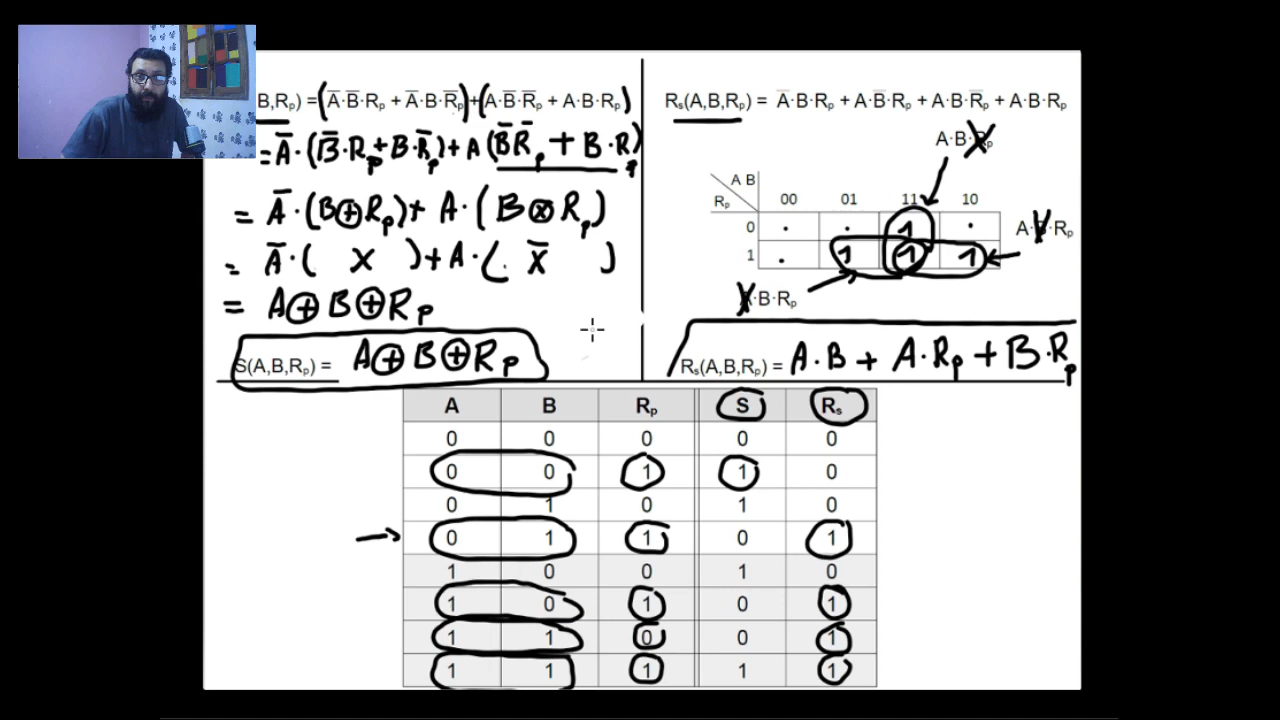 B,Rₚ) = (A̅·B̅·Rₚ + A̅·B·R̅ₚ) + (A·B̅·R̅ₚ + A·B·Rₚ)
= A̅·(B̅·Rₚ + B·R̅ₚ) + A (B̅R̅ₚ + B·Rₚ)
= A̅·(B⊕Rₚ) + A·(B⊗Rₚ)
= A̅·( X ) + A·( X̅ )
= A⊕B⊕Rₚ
S(A,B,Rₚ) = A⊕B⊕Rₚ
Rₛ(A,B,Rₚ) = A̅·B·Rₚ + A·B̅·Rₚ + A·B·R̅ₚ + A·B·Rₚ
A·B·R̅ₚ
A B
Rₚ 00 01 11 10
0 · · 1 ·
A·B̅·Rₚ
1 · 1 1 1
A̅·B·Rₚ
Rₛ(A,B,Rₚ) = A·B + A·Rₚ + B·Rₚ
A B Rₚ S Rₛ
0 0 0 0 0
0 0 1 1 0
0 1 0 1 0
0 1 1 0 1
1 0 0 1 0
1 0 1 0 1
1 1 0 0 1
1 1 1 1 1